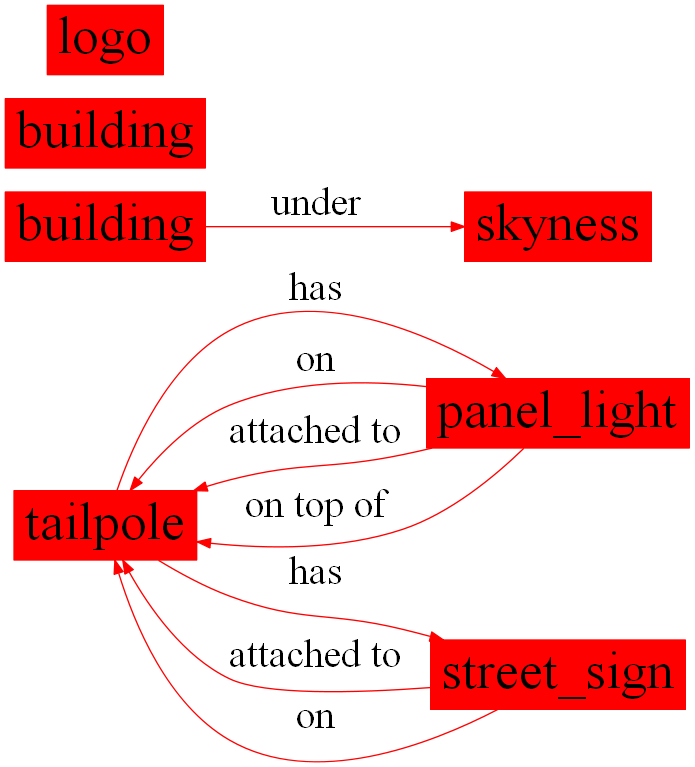 logo
building
building
under
skyness
has
on
panel_light
attached to
on top of
tailpole
has
attached to
street_sign
on